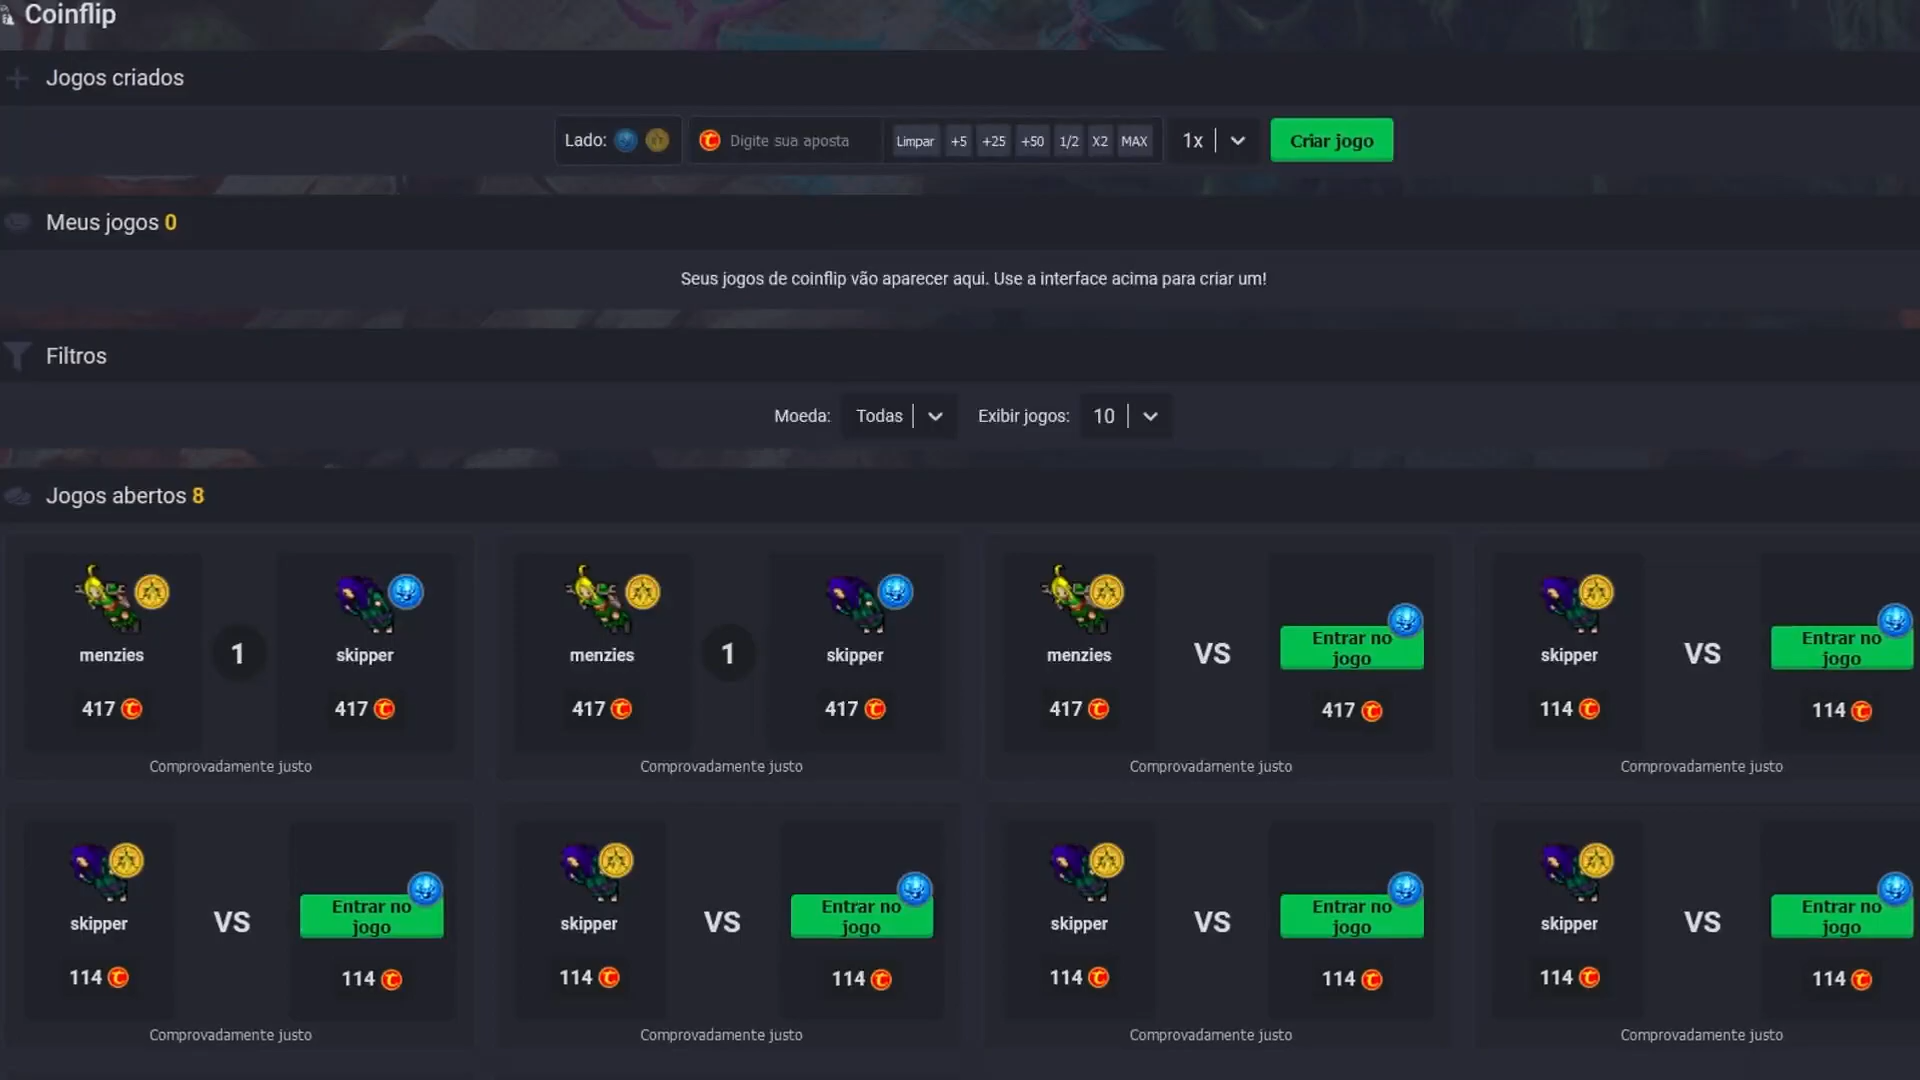 Coinflip
Jogos criados
Lado: Digite sua aposta Limpar +5 +25 +50 1/2 X2 MAX 1x Criar jogo
Meus jogos 0
Seus jogos de coinflip vão aparecer aqui. Use a interface acima para criar um!
Filtros
Moeda: Todas Exibir jogos: 10
Jogos abertos 8
menzies 1 skipper
417 417
Comprovadamente justo
menzies 1 skipper
417 417
Comprovadamente justo
menzies VS Entrar no
jogo
417 417
Comprovadamente justo
skipper VS Entrar no
jogo
114 114
Comprovadamente justo
skipper VS Entrar no
jogo
114 114
Comprovadamente justo
skipper VS Entrar no
jogo
114 114
Comprovadamente justo
skipper VS Entrar no
jogo
114 114
Comprovadamente justo
skipper VS Entrar no
jogo
114 114
Comprovadamente justo